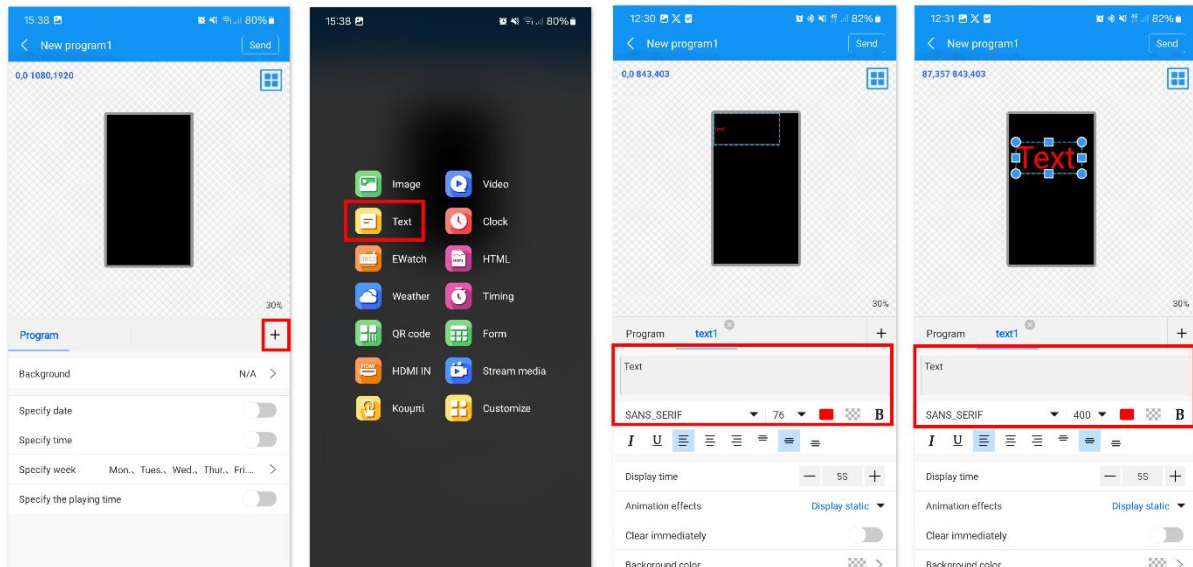 15:38 80%
New program1 Send
0,0 1080,1920
30%
Program +
Background N/A >
Specify date
Specify time
Specify week Mon.、Tues.、Wed.、Thur.、Fri... >
Specify the playing time
15:38 80%
Image Video
Text Clock
EWatch HTML
Weather Timing
QR code Form
HDMI IN Stream media
Κουμπί Customize
12:30 82%
New program1 Send
0,0 843,403
Text
30%
Program text1 +
Text
SANS_SERIF 76 B
I U
Display time — 5S +
Animation effects Display static
Clear immediately
Background color >
12:31 82%
New program1 Send
87,357 843,403
Text
30%
Program text1 +
Text
SANS_SERIF 400 B
I U
Display time — 5S +
Animation effects Display static
Clear immediately
Background color >